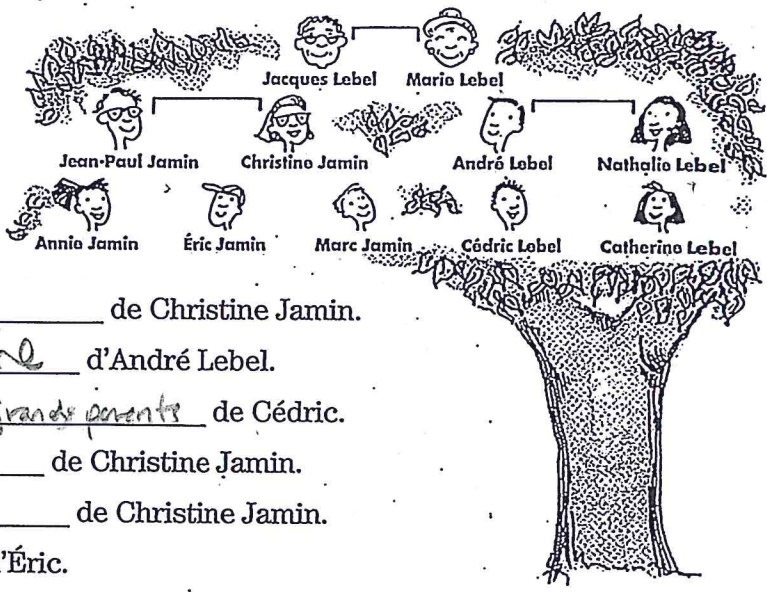 Jacques Lebel Marie Lebel
Jean-Paul Jamin Christine Jamin André Lebel Nathalie Lebel
Annie Jamin Éric Jamin Marc Jamin Cédric Lebel Catherine Lebel
de Christine Jamin.
d'André Lebel.
grands parents de Cédric.
de Christine Jamin.
de Christine Jamin.
l'Éric.